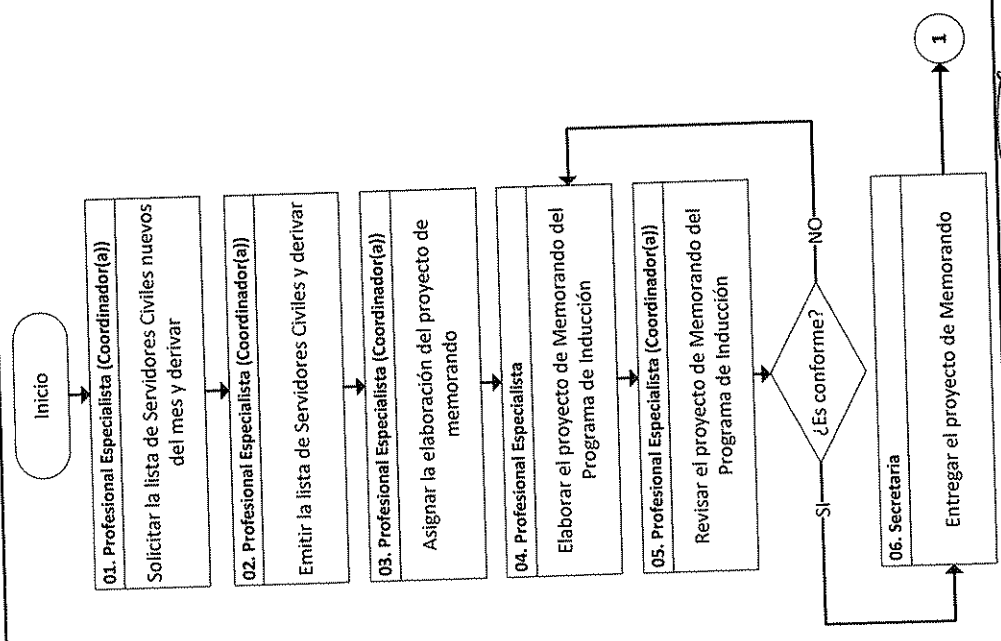 Inicio
01. Profesional Especialista (Coordinador(a))
Solicitar la lista de Servidores Civiles nuevos
del mes y derivar
02. Profesional Especialista (Coordinador(a))
Emitir la lista de Servidores Civiles y derivar
03. Profesional Especialista (Coordinador(a))
Asignar la elaboración del proyecto de
memorando
04. Profesional Especialista
Elaborar el proyecto de Memorando del
Programa de Inducción
05. Profesional Especialista (Coordinador(a))
Revisar el proyecto de Memorando del
Programa de Inducción
¿Es conforme?
SI
NO
06. Secretaria
Entregar el proyecto de Memorando
1